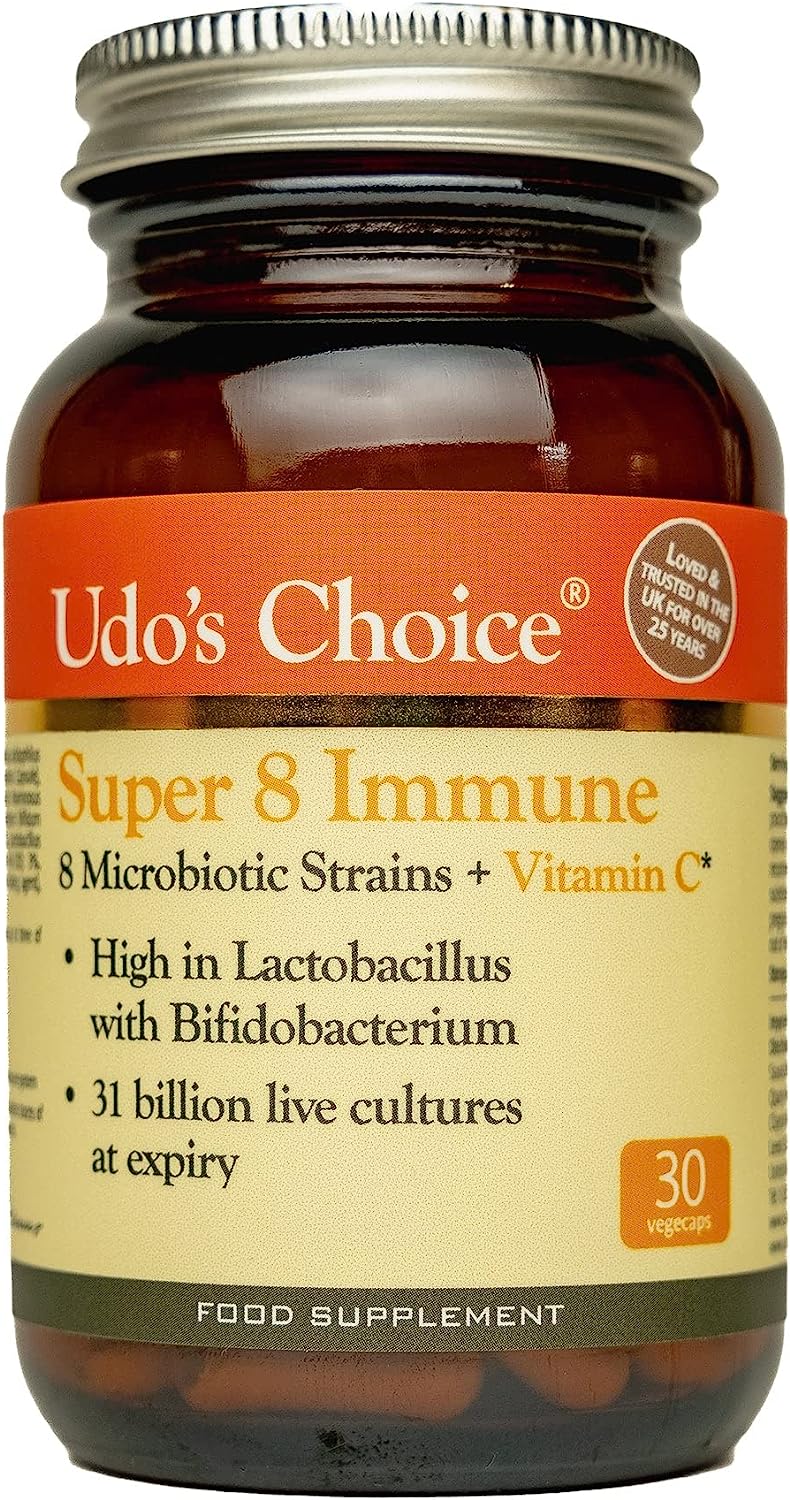 Udo's Choice®
LOVED &
TRUSTED IN THE
UK FOR OVER
25 YEARS
Super 8 Immune
8 Microbiotic Strains + Vitamin C*
• High in Lactobacillus
with Bifidobacterium
• 31 billion live cultures
at expiry
30
vegecaps
FOOD SUPPLEMENT